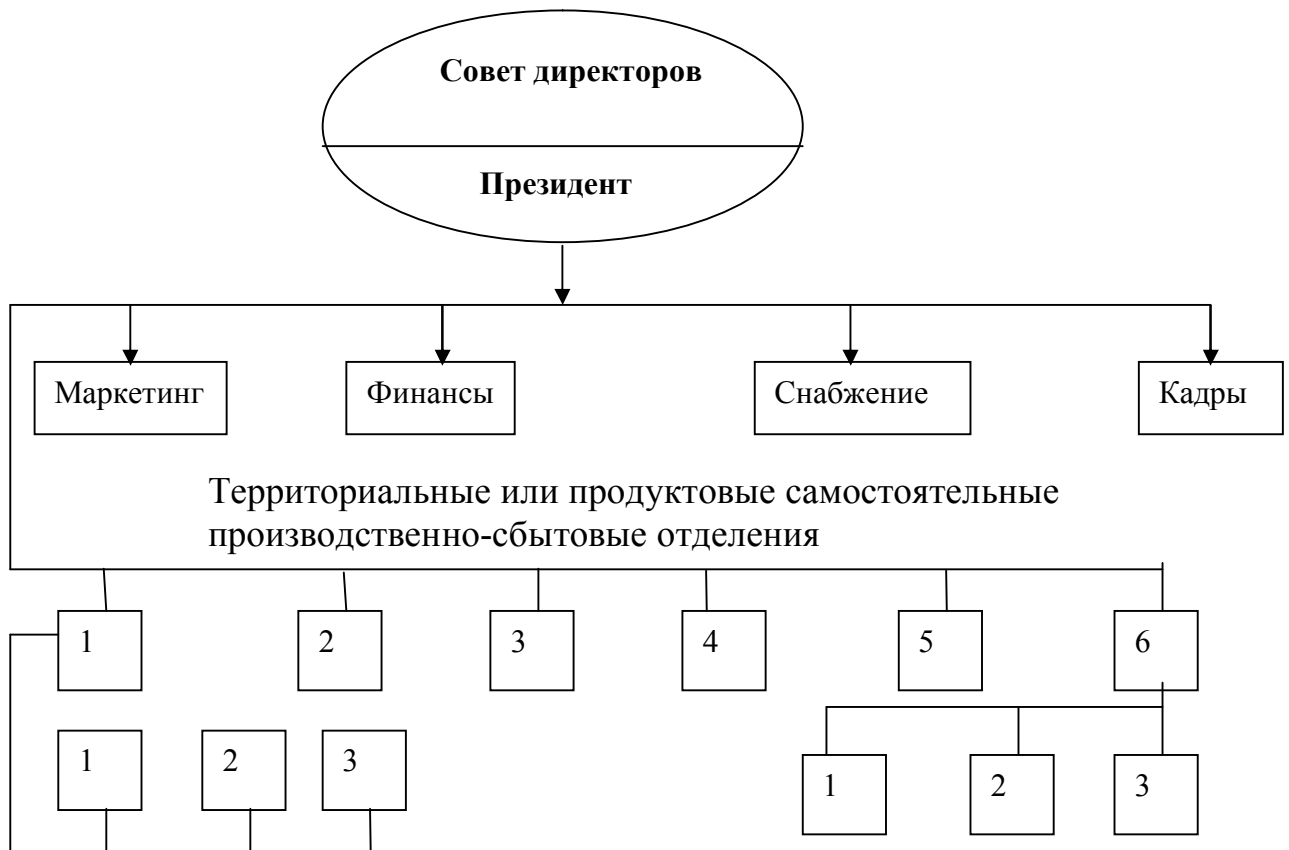 Совет директоров
Президент
Маркетинг
Финансы
Снабжение
Кадры
Территориальные или продуктовые самостоятельные
производственно-сбытовые отделения
1
2
3
4
5
6
1
2
3
1
2
3